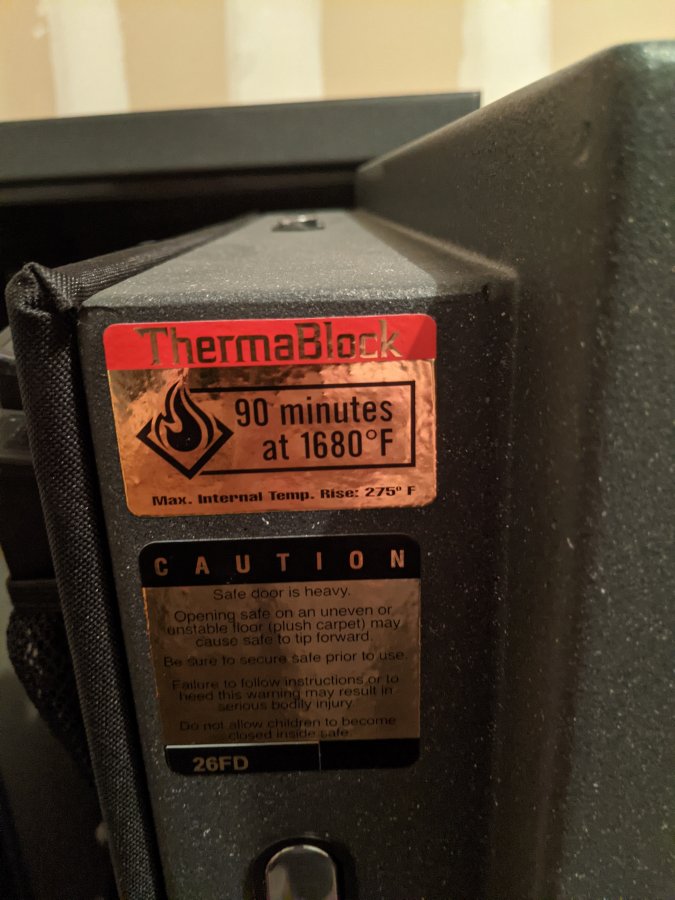 ThermaBlock
90 minutes
at 1680°F
Max. Internal Temp. Rise: 275° F
CAUTION
Safe door is heavy.
Opening safe on an uneven or
unstable floor (plush carpet) may
cause safe to tip forward.
Be sure to secure safe prior to use.
Failure to follow instructions or to
heed this warning may result in
serious bodily injury.
Do not allow children to become
closed inside safe.
26FD